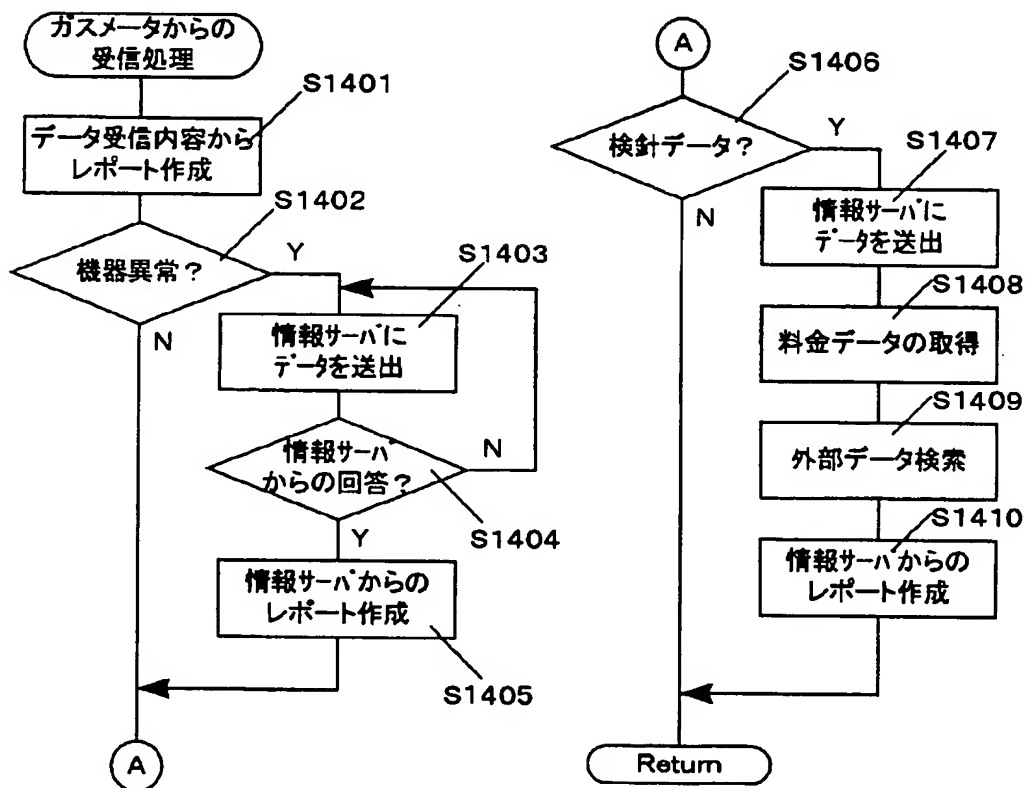 ガスメータからの
受信処理
S1401
データ受信内容から
レポート作成
S1402
機器異常?
Y
N
S1403
情報サーバに
データを送出
情報サーバ
からの回答?
N
Y
S1404
情報サーバからの
レポート作成
S1405
A
A
S1406
検針データ?
Y
N
S1407
情報サーバに
データを送出
S1408
料金データの取得
S1409
外部データ検索
S1410
情報サーバからの
レポート作成
Return